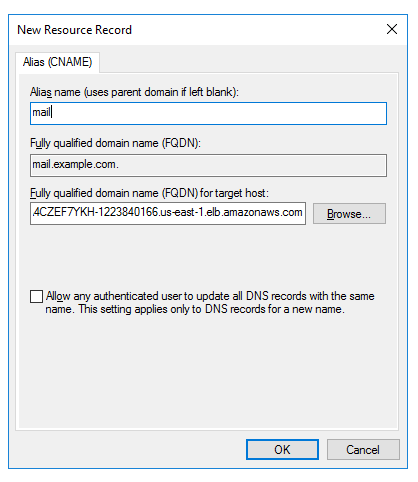 New Resource Record
Alias (CNAME)
Alias name (uses parent domain if left blank):
mail
Fully qualified domain name (FQDN):
mail.example.com.
Fully qualified domain name (FQDN) for target host:
.4CZEF7YKH-1223840166.us-east-1.elb.amazonaws.com
Browse...
Allow any authenticated user to update all DNS records with the same
name. This setting applies only to DNS records for a new name.
OK
Cancel